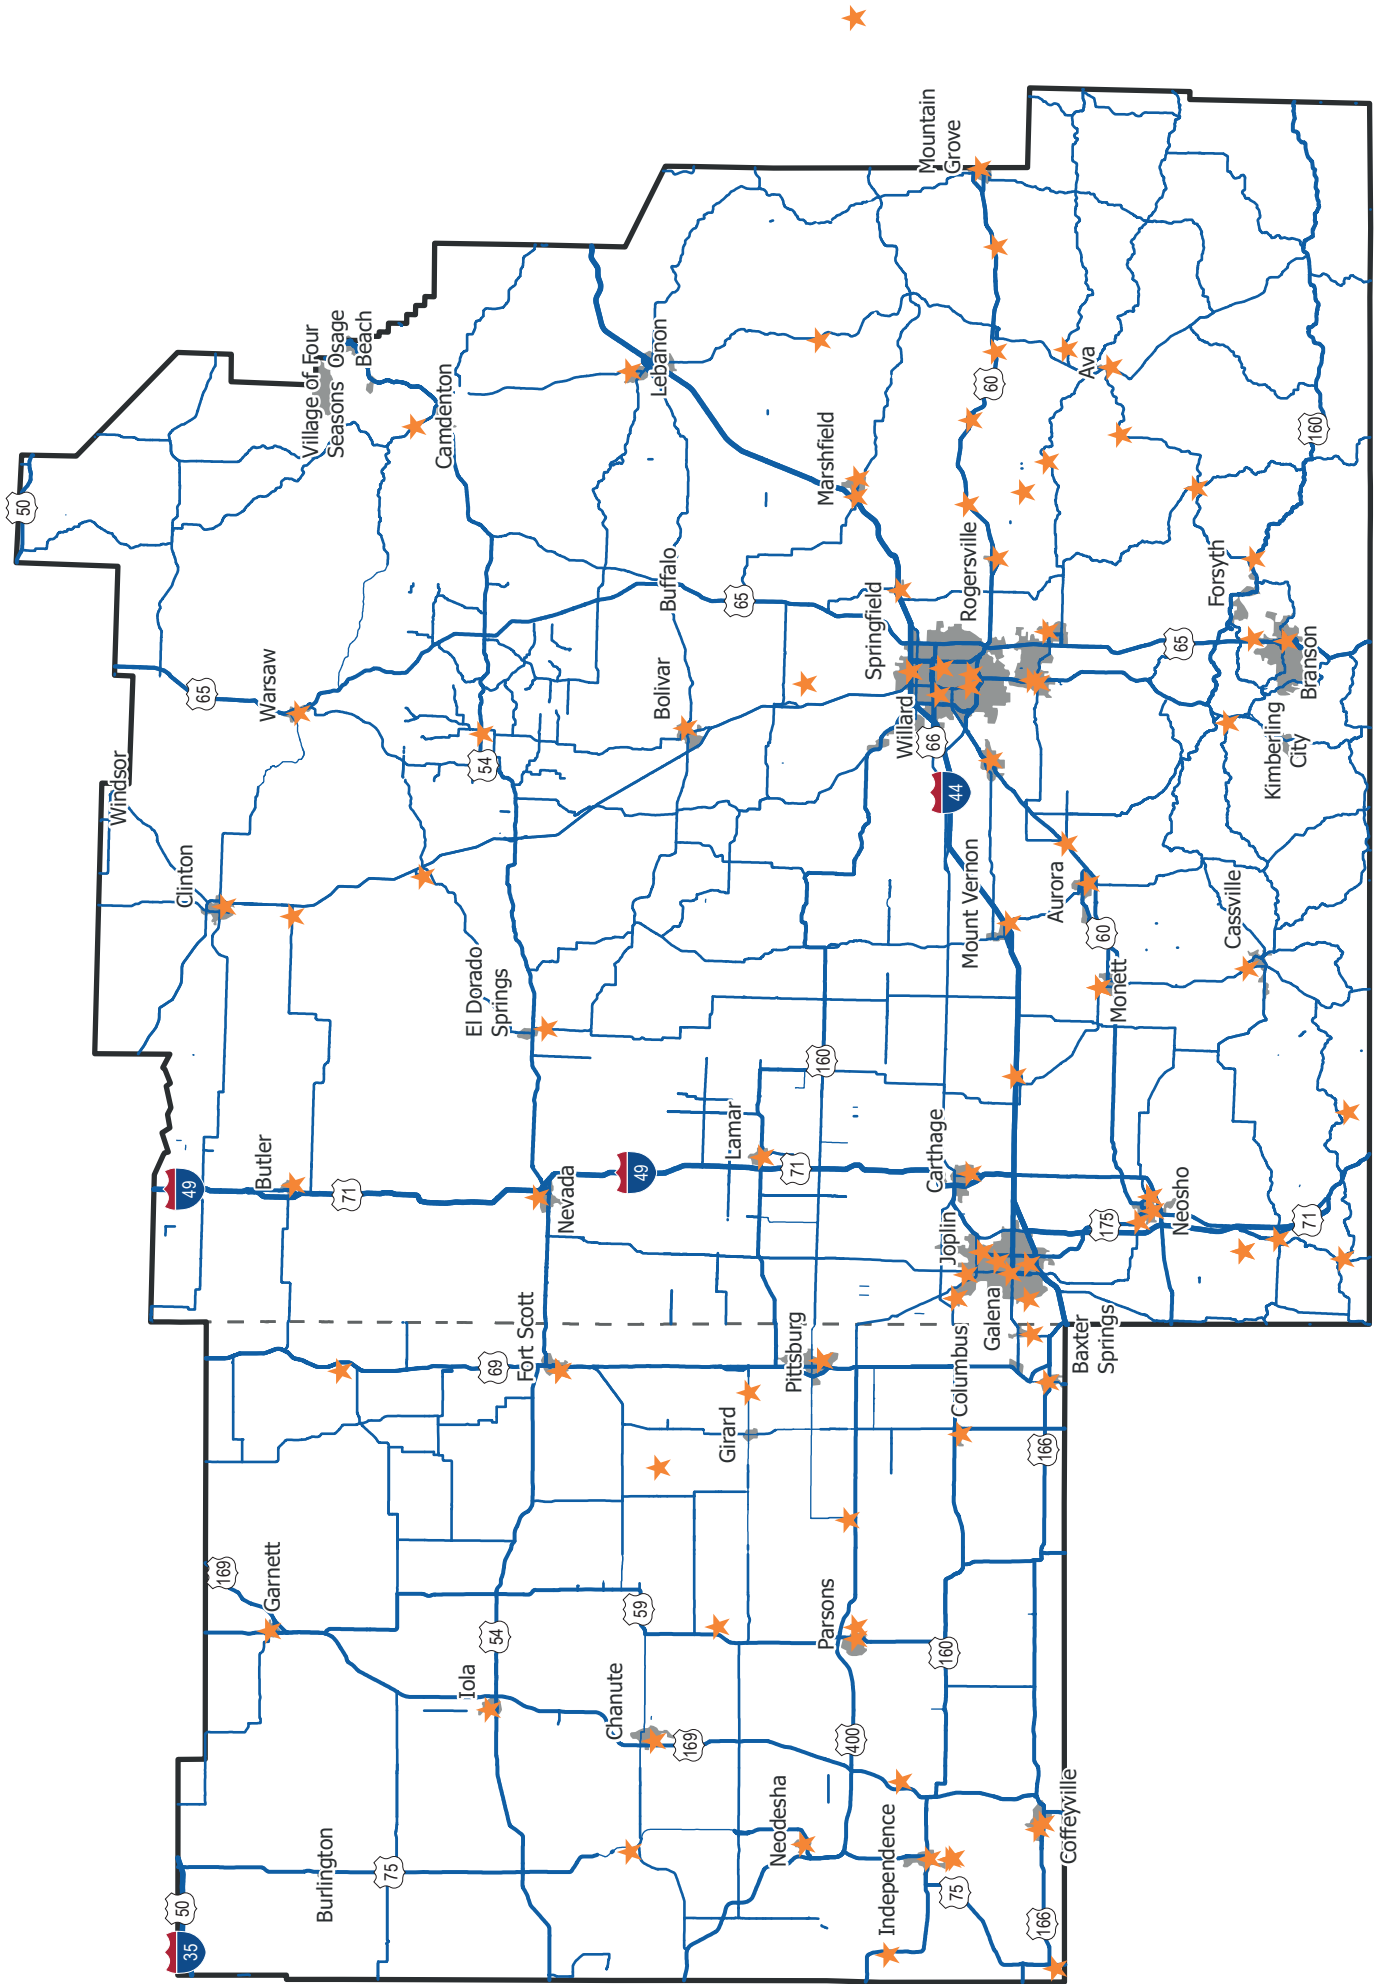 35
50
Burlington
75
Garnett
169
Iola
54
Chanute
169
59
Neodesha
Independence
75
400
Parsons
160
166
Coffeyville
Girard
Pittsburg
Columbus
166
Fort Scott
69
Galena
Baxter
Springs
49
Butler
71
Nevada
49
Lamar
71
160
Carthage
Joplin
175
Neosho
71
El Dorado
Springs
Clinton
Windsor
Warsaw
65
54
Bolivar
Mount Vernon
Monett
60
Aurora
Cassville
44
66
Willard
Springfield
Buffalo
65
Rogersville
65
Kimberling
City
Branson
Forsyth
50
Village of Four
Seasons
Osage
Beach
Camdenton
Lebanon
Marshfield
60
Ava
160
Mountain
Grove